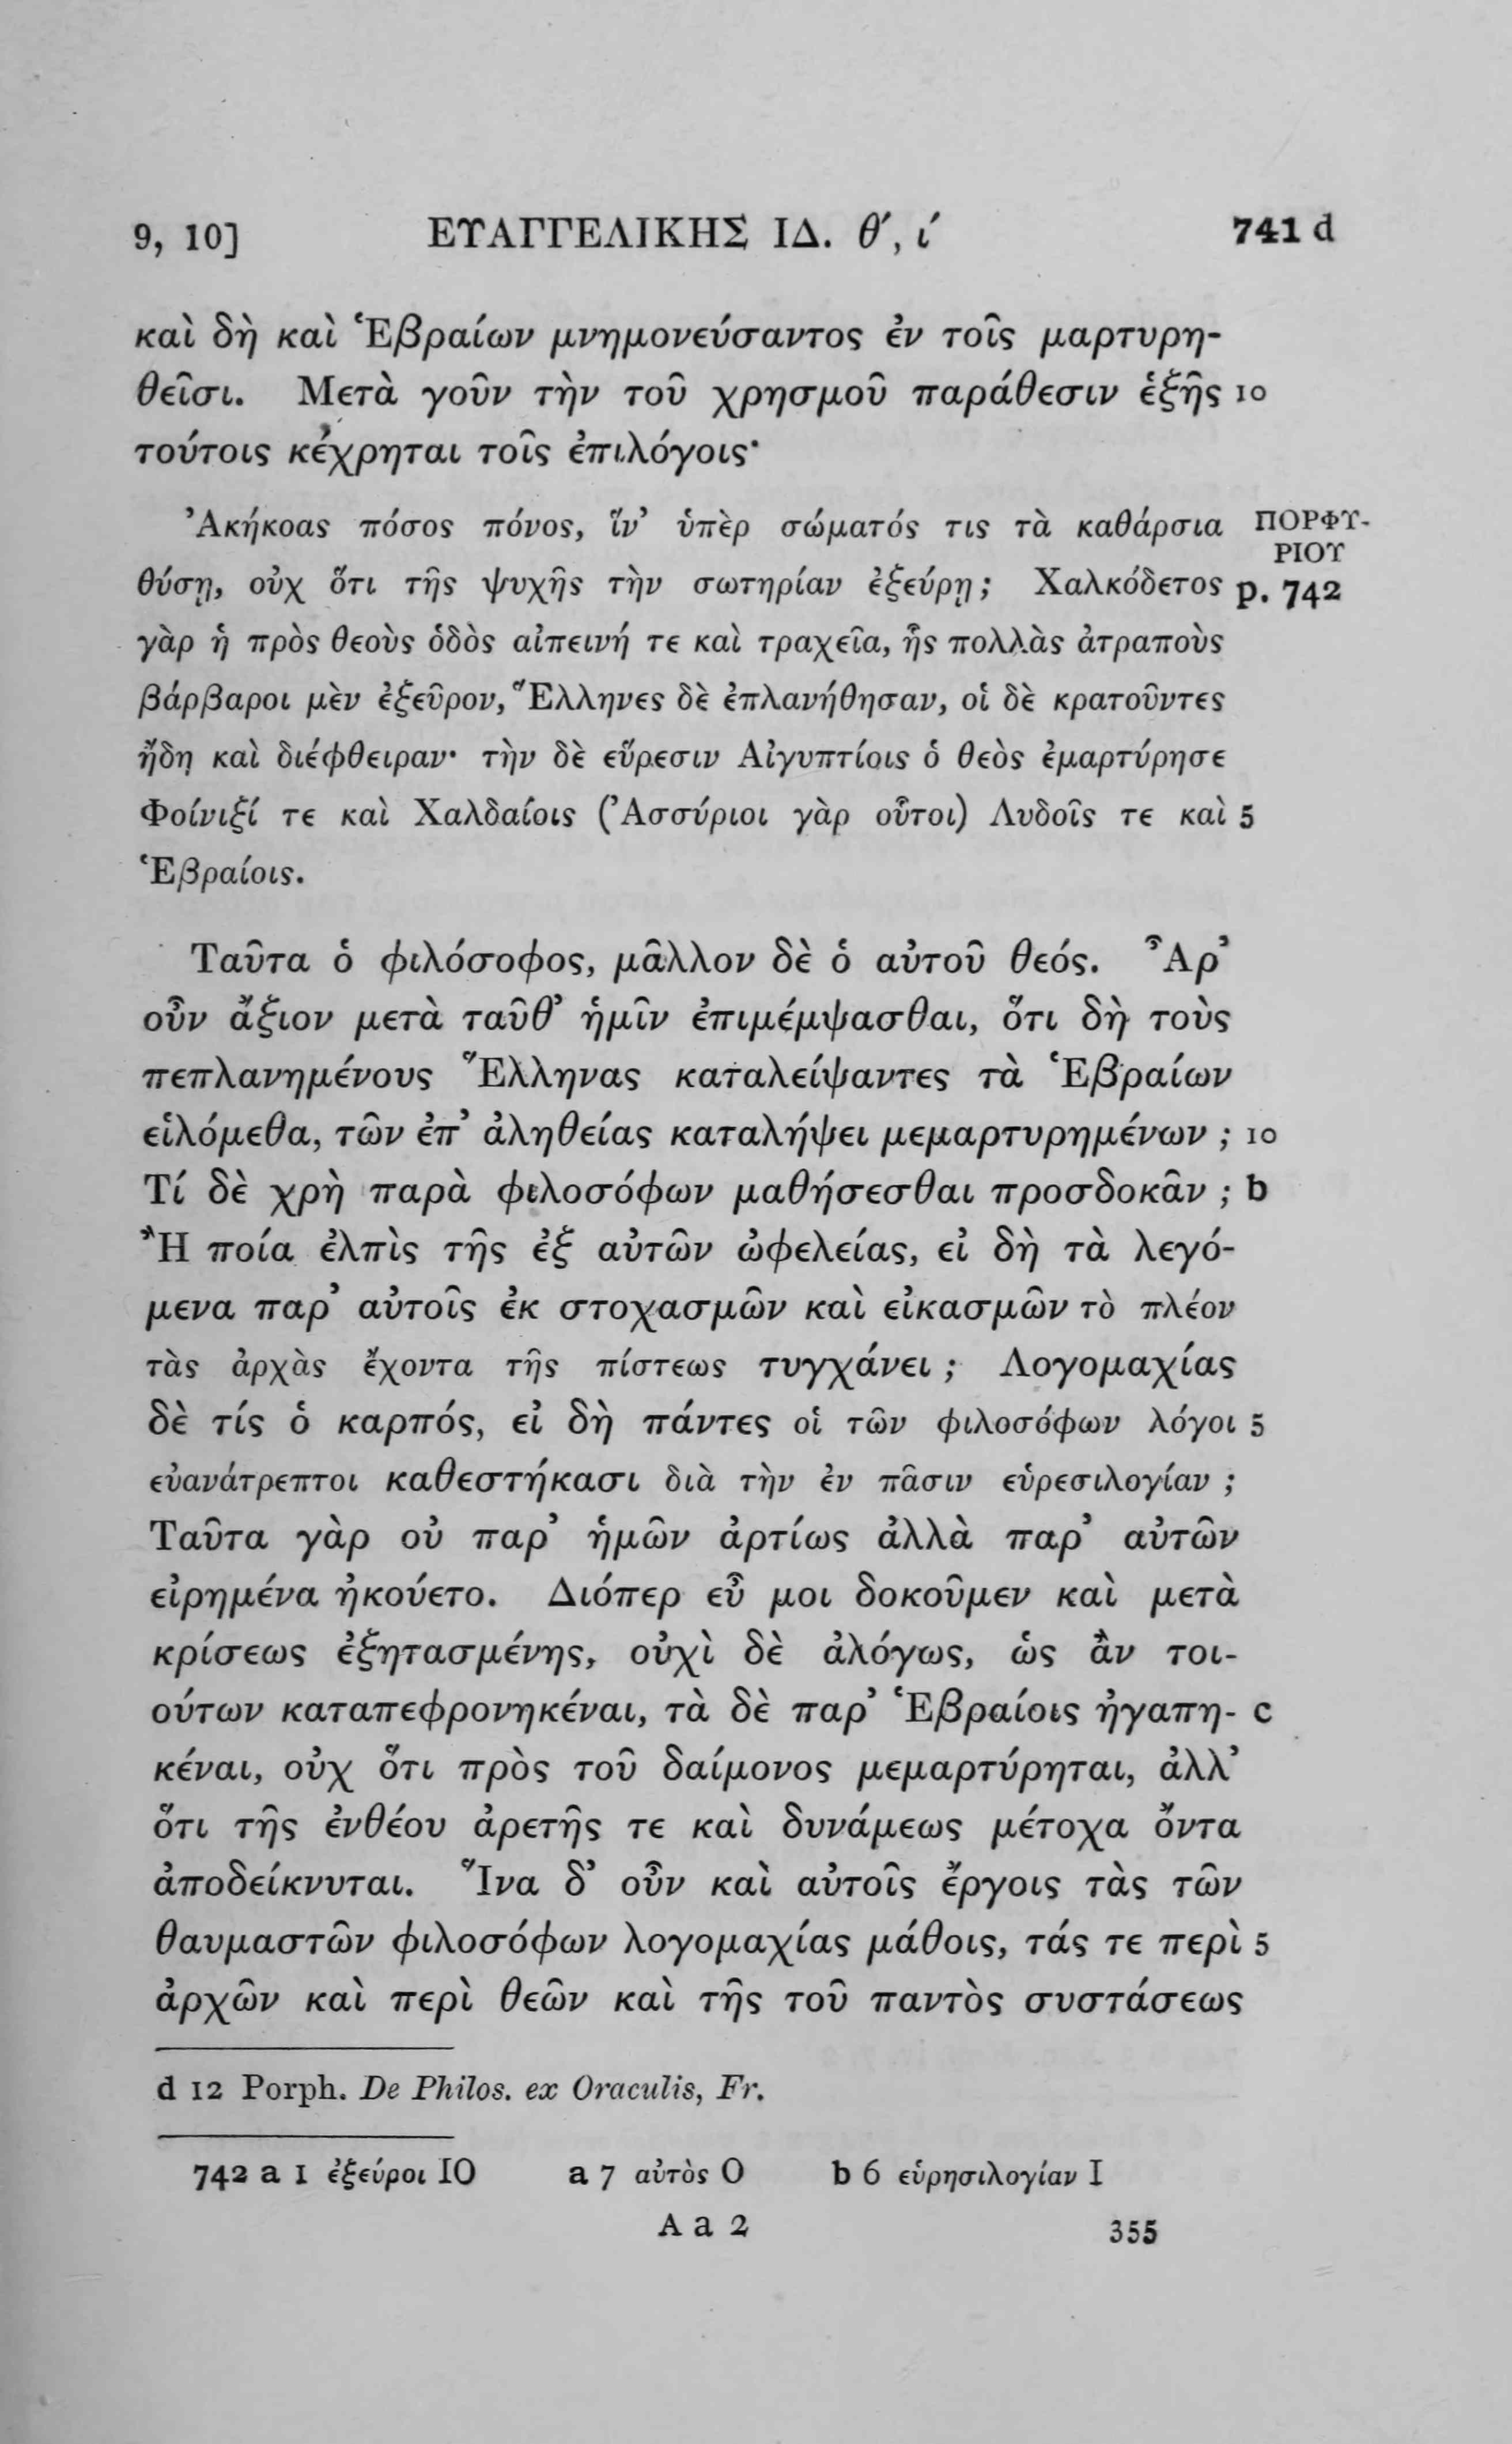 9, 10] ΕΥΑΓΓΕΛΙΚΗΣ ΙΔ. θʹ, ιʹ 741 d
καὶ δὴ καὶ Ἑβραίων μνημονεύσαντος ἐν τοῖς μαρτυρη-
θεῖσι. Μετὰ γοῦν τὴν τοῦ χρησμοῦ παράθεσιν ἑξῆς 10
τούτοις κέχρηται τοῖς ἐπιλόγοις·
Ἀκήκοας πόσος πόνος, ἵν’ ὑπὲρ σώματός τις τὰ καθάρσια ΠΟΡΦΥ-
ΡΙΟΥ
θύσῃ, οὐχ ὅτι τῆς ψυχῆς τὴν σωτηρίαν ἐξεύρῃ; Χαλκόδετος p. 742
γὰρ ἡ πρὸς θεοὺς ὁδὸς αἰπεινή τε καὶ τραχεῖα, ἧς πολλὰς ἀτραποὺς
βάρβαροι μὲν ἐξεῦρον, Ἕλληνες δὲ ἐπλανήθησαν, οἱ δὲ κρατοῦντες
ἤδη καὶ διέφθειραν· τὴν δὲ εὕρεσιν Αἰγυπτίοις ὁ θεὸς ἐμαρτύρησε
Φοίνιξί τε καὶ Χαλδαίοις (Ἀσσύριοι γὰρ οὗτοι) Λυδοῖς τε καὶ 5
Ἑβραίοις.
Ταῦτα ὁ φιλόσοφος, μᾶλλον δὲ ὁ αὐτοῦ θεός. Ἆρ’
οὖν ἄξιον μετὰ ταῦθ’ ἡμῖν ἐπιμέμψασθαι, ὅτι δὴ τοὺς
πεπλανημένους Ἕλληνας καταλείψαντες τὰ Ἑβραίων
εἱλόμεθα, τῶν ἐπ’ ἀληθείας καταλήψει μεμαρτυρημένων ; 10
Τί δὲ χρὴ παρὰ φιλοσόφων μαθήσεσθαι προσδοκᾶν ; b
Ἢ ποία ἐλπὶς τῆς ἐξ αὐτῶν ὠφελείας, εἰ δὴ τὰ λεγό-
μενα παρ’ αὐτοῖς ἐκ στοχασμῶν καὶ εἰκασμῶν τὸ πλέον
τὰς ἀρχὰς ἔχοντα τῆς πίστεως τυγχάνει ; Λογομαχίας
δὲ τίς ὁ καρπός, εἰ δὴ πάντες οἱ τῶν φιλοσόφων λόγοι 5
εὐανάτρεπτοι καθεστήκασι διὰ τὴν ἐν πᾶσιν εὑρεσιλογίαν ;
Ταῦτα γὰρ οὐ παρ’ ἡμῶν ἀρτίως ἀλλὰ παρ’ αὐτῶν
εἰρημένα ἠκούετο. Διόπερ εὖ μοι δοκοῦμεν καὶ μετὰ
κρίσεως ἐξητασμένης, οὐχὶ δὲ ἀλόγως, ὡς ἂν τοι-
ούτων καταπεφρονηκέναι, τὰ δὲ παρ’ Ἑβραίοις ἠγαπη- c
κέναι, οὐχ ὅτι πρὸς τοῦ δαίμονος μεμαρτύρηται, ἀλλ’
ὅτι τῆς ἐνθέου ἀρετῆς τε καὶ δυνάμεως μέτοχα ὄντα
ἀποδείκνυται. Ἵνα δ’ οὖν καὶ αὐτοῖς ἔργοις τὰς τῶν
θαυμαστῶν φιλοσόφων λογομαχίας μάθοις, τάς τε περὶ 5
ἀρχῶν καὶ περὶ θεῶν καὶ τῆς τοῦ παντὸς συστάσεως
d 12 Porph. De Philos. ex Oraculis, Fr.
742 a 1 ἐξεύροι IO a 7 αὐτὸς O b 6 εὑρησιλογίαν I
A a 2 355